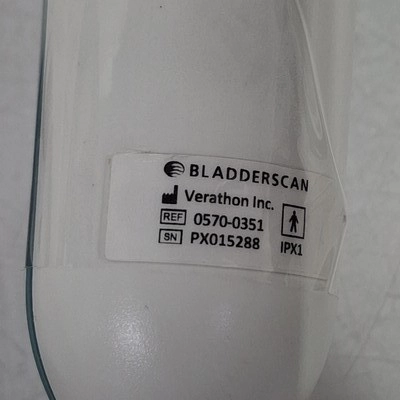 BLADDERSCAN
Verathon Inc.
REF 0570-0351
SN PX015288
IPX1